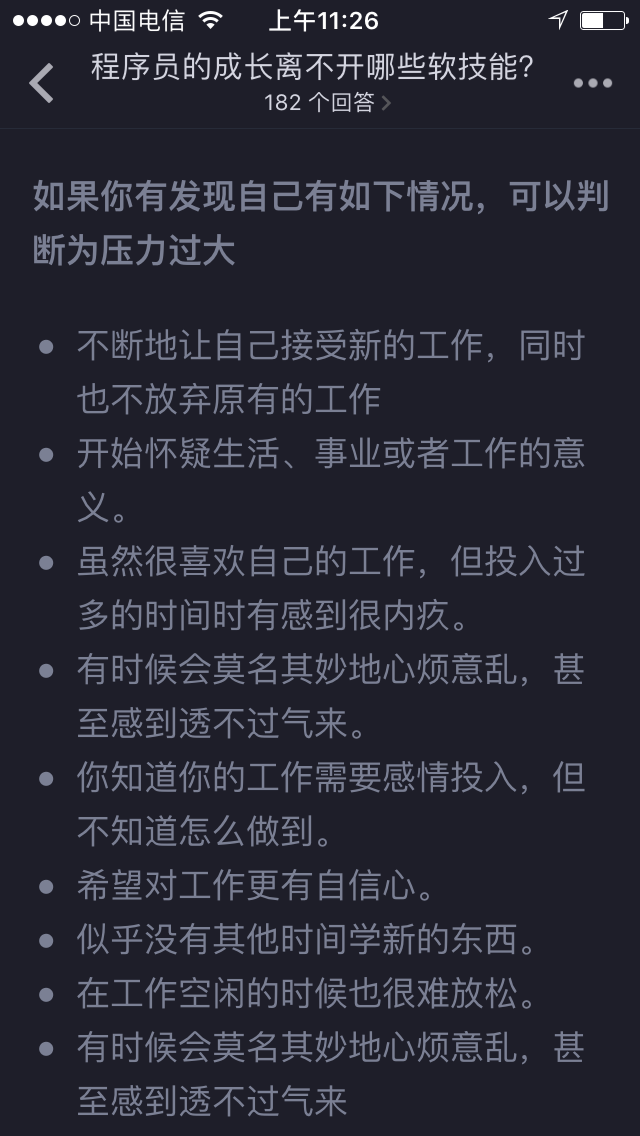 中国电信 上午11:26
程序员的成长离不开哪些软技能?
182 个回答
如果你有发现自己有如下情况，可以判
断为压力过大
不断地让自己接受新的工作，同时
也不放弃原有的工作
开始怀疑生活、事业或者工作的意
义。
虽然很喜欢自己的工作，但投入过
多的时间时有感到很内疚。
有时候会莫名其妙地心烦意乱，甚
至感到透不过气来。
你知道你的工作需要感情投入，但
不知道怎么做到。
希望对工作更有自信心。
似乎没有其他时间学新的东西。
在工作空闲的时候也很难放松。
有时候会莫名其妙地心烦意乱，甚
至感到透不过气来